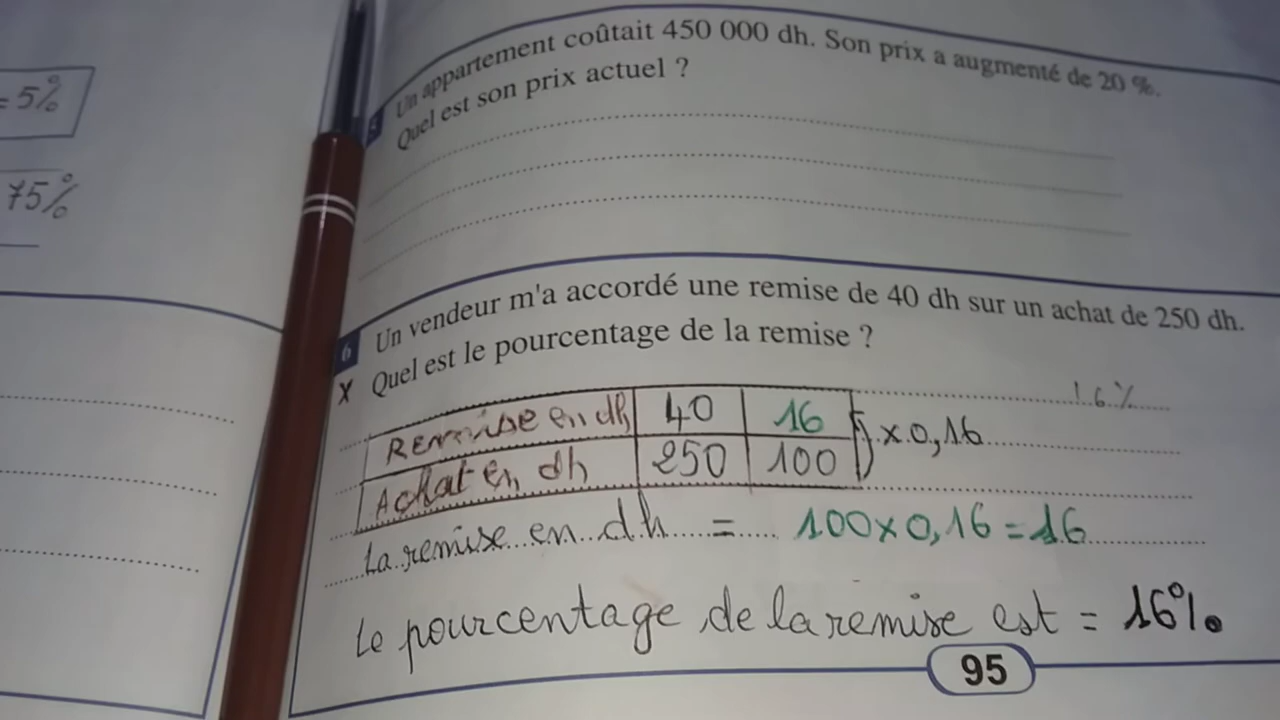 = 5%
75%
5 Un appartement coûtait 450 000 dh. Son prix a augmenté de 20 %.
Quel est son prix actuel ?
6 Un vendeur m'a accordé une remise de 40 dh sur un achat de 250 dh.
X Quel est le pourcentage de la remise ?
16%
Remise en dh 40 16
Achat en dh 250 100 x 0,16
La remise en dh = 100 x 0,16 = 16
Le pourcentage de la remise est = 16%
95